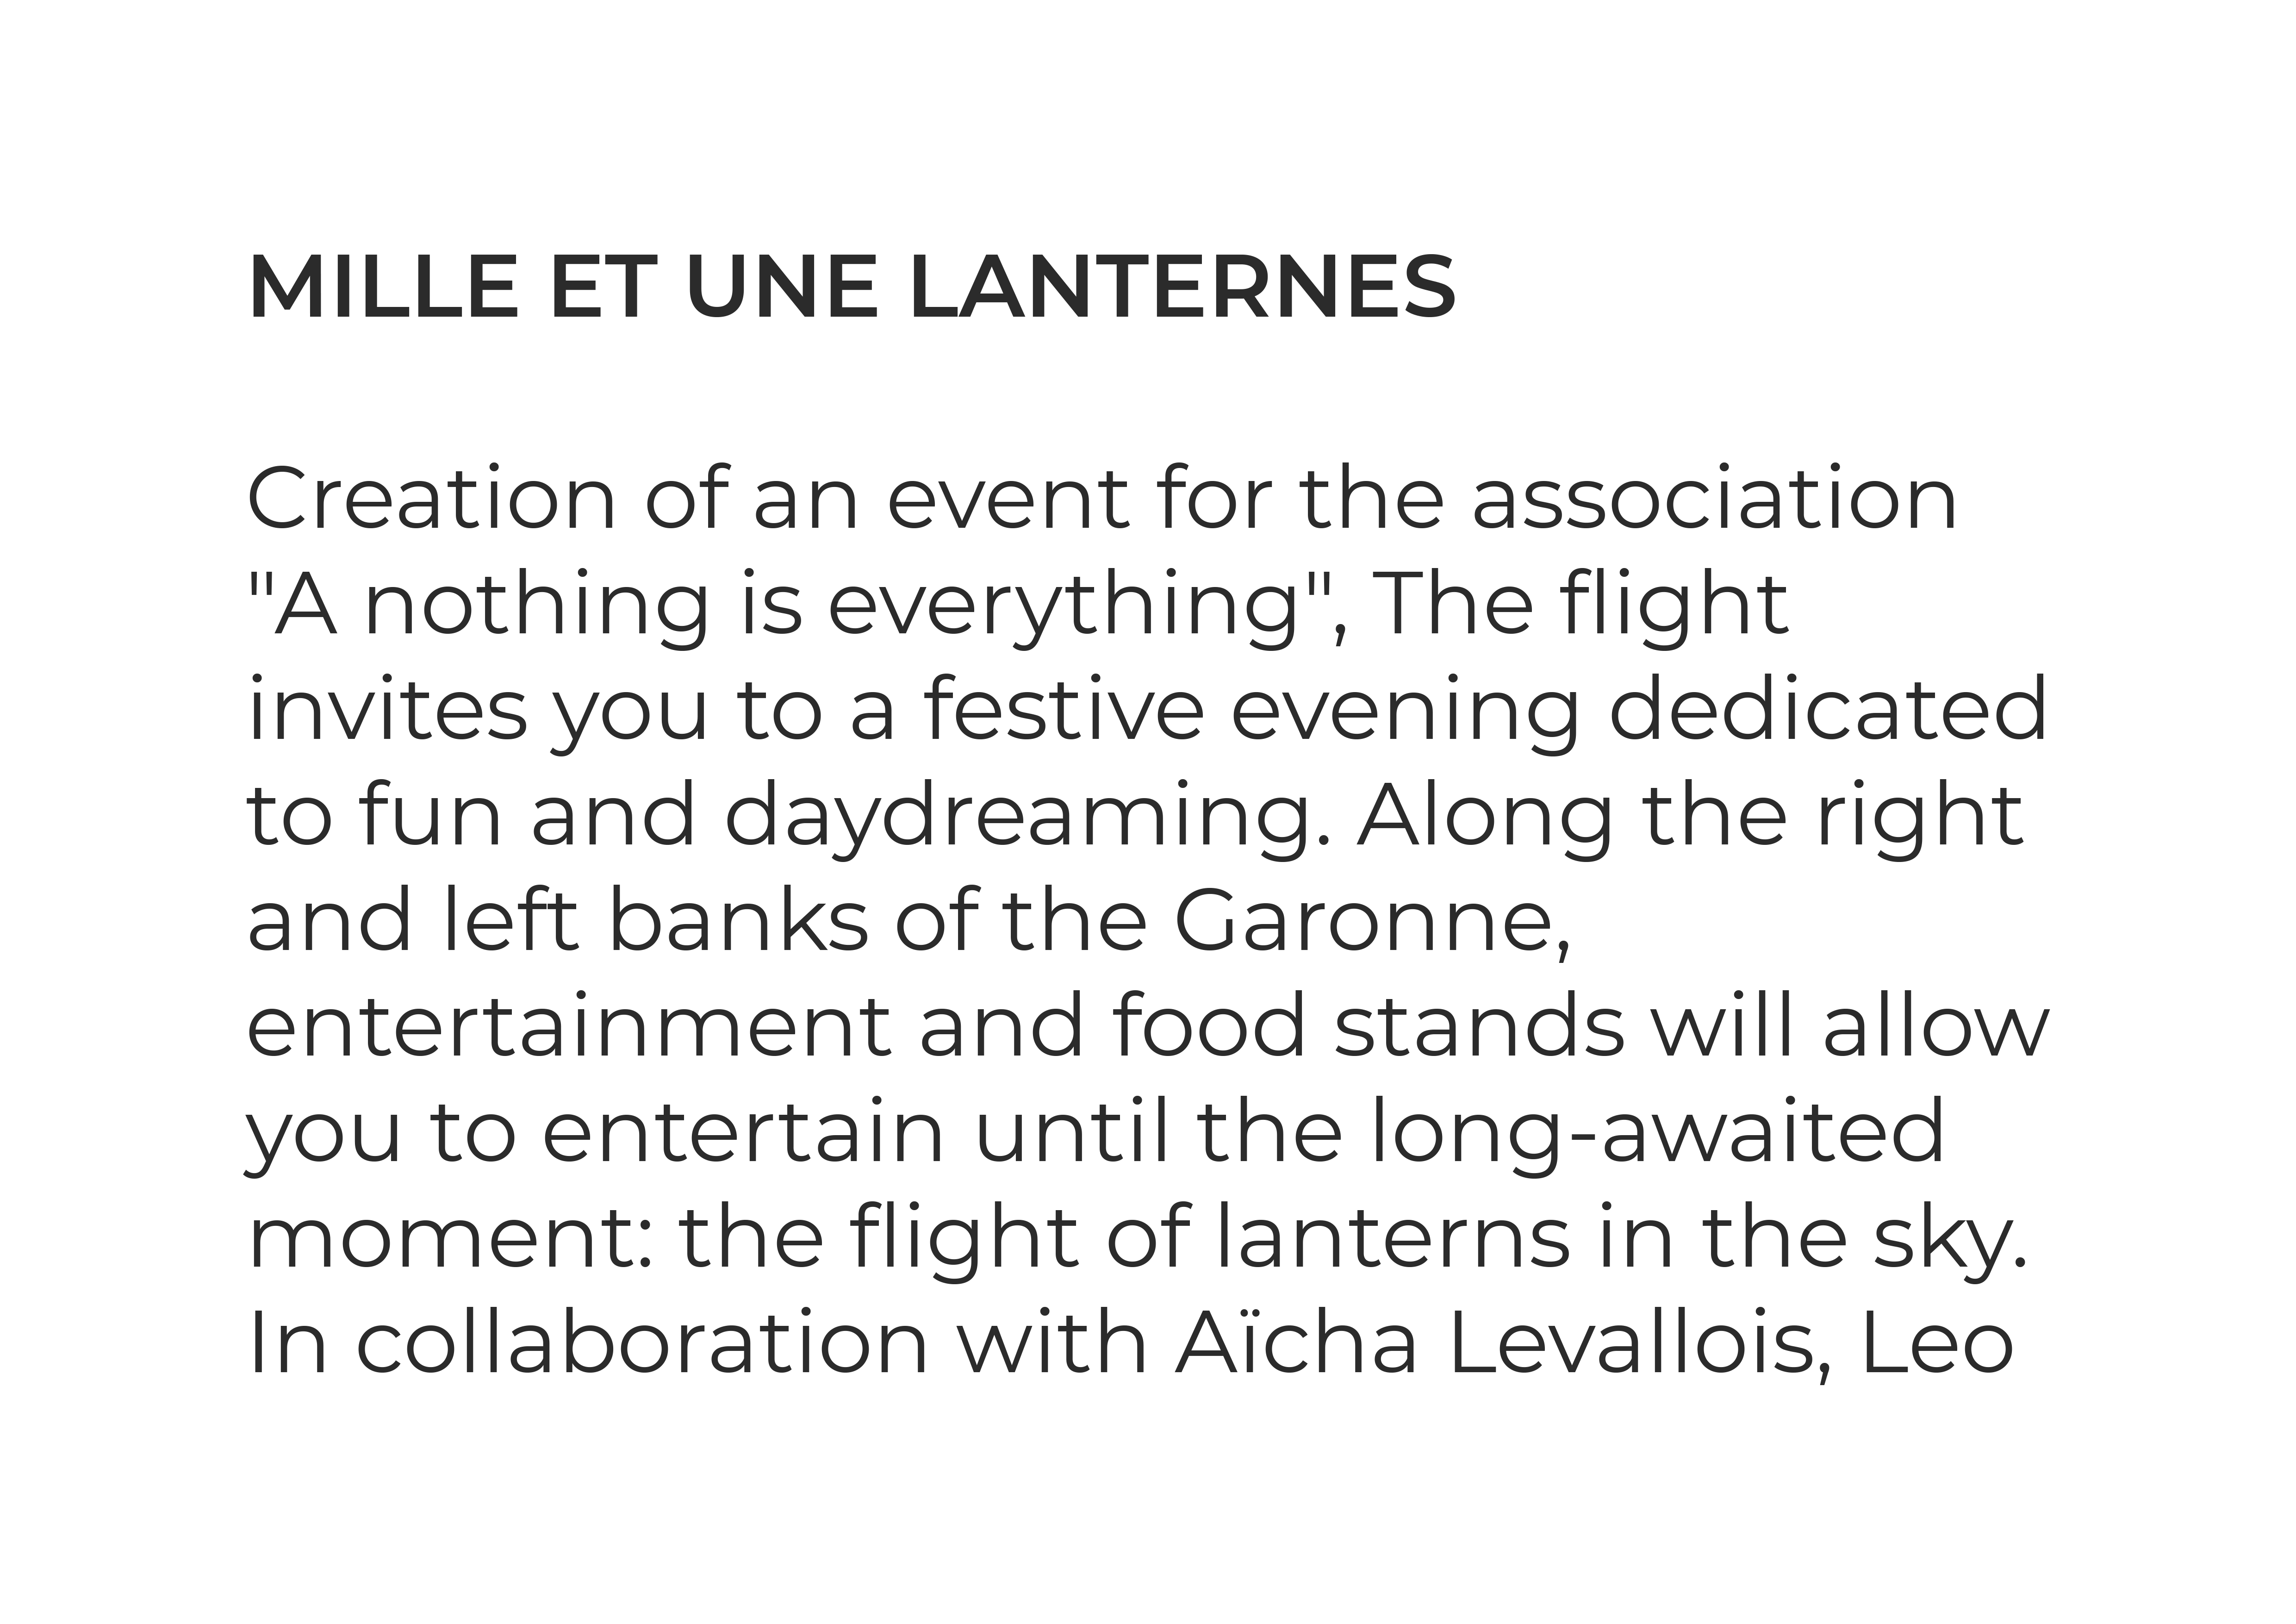 MILLE ET UNE LANTERNES
Creation of an event for the association
"A nothing is everything", The flight
invites you to a festive evening dedicated
to fun and daydreaming. Along the right
and left banks of the Garonne,
entertainment and food stands will allow
you to entertain until the long-awaited
moment: the flight of lanterns in the sky.
In collaboration with Aïcha Levallois, Leo